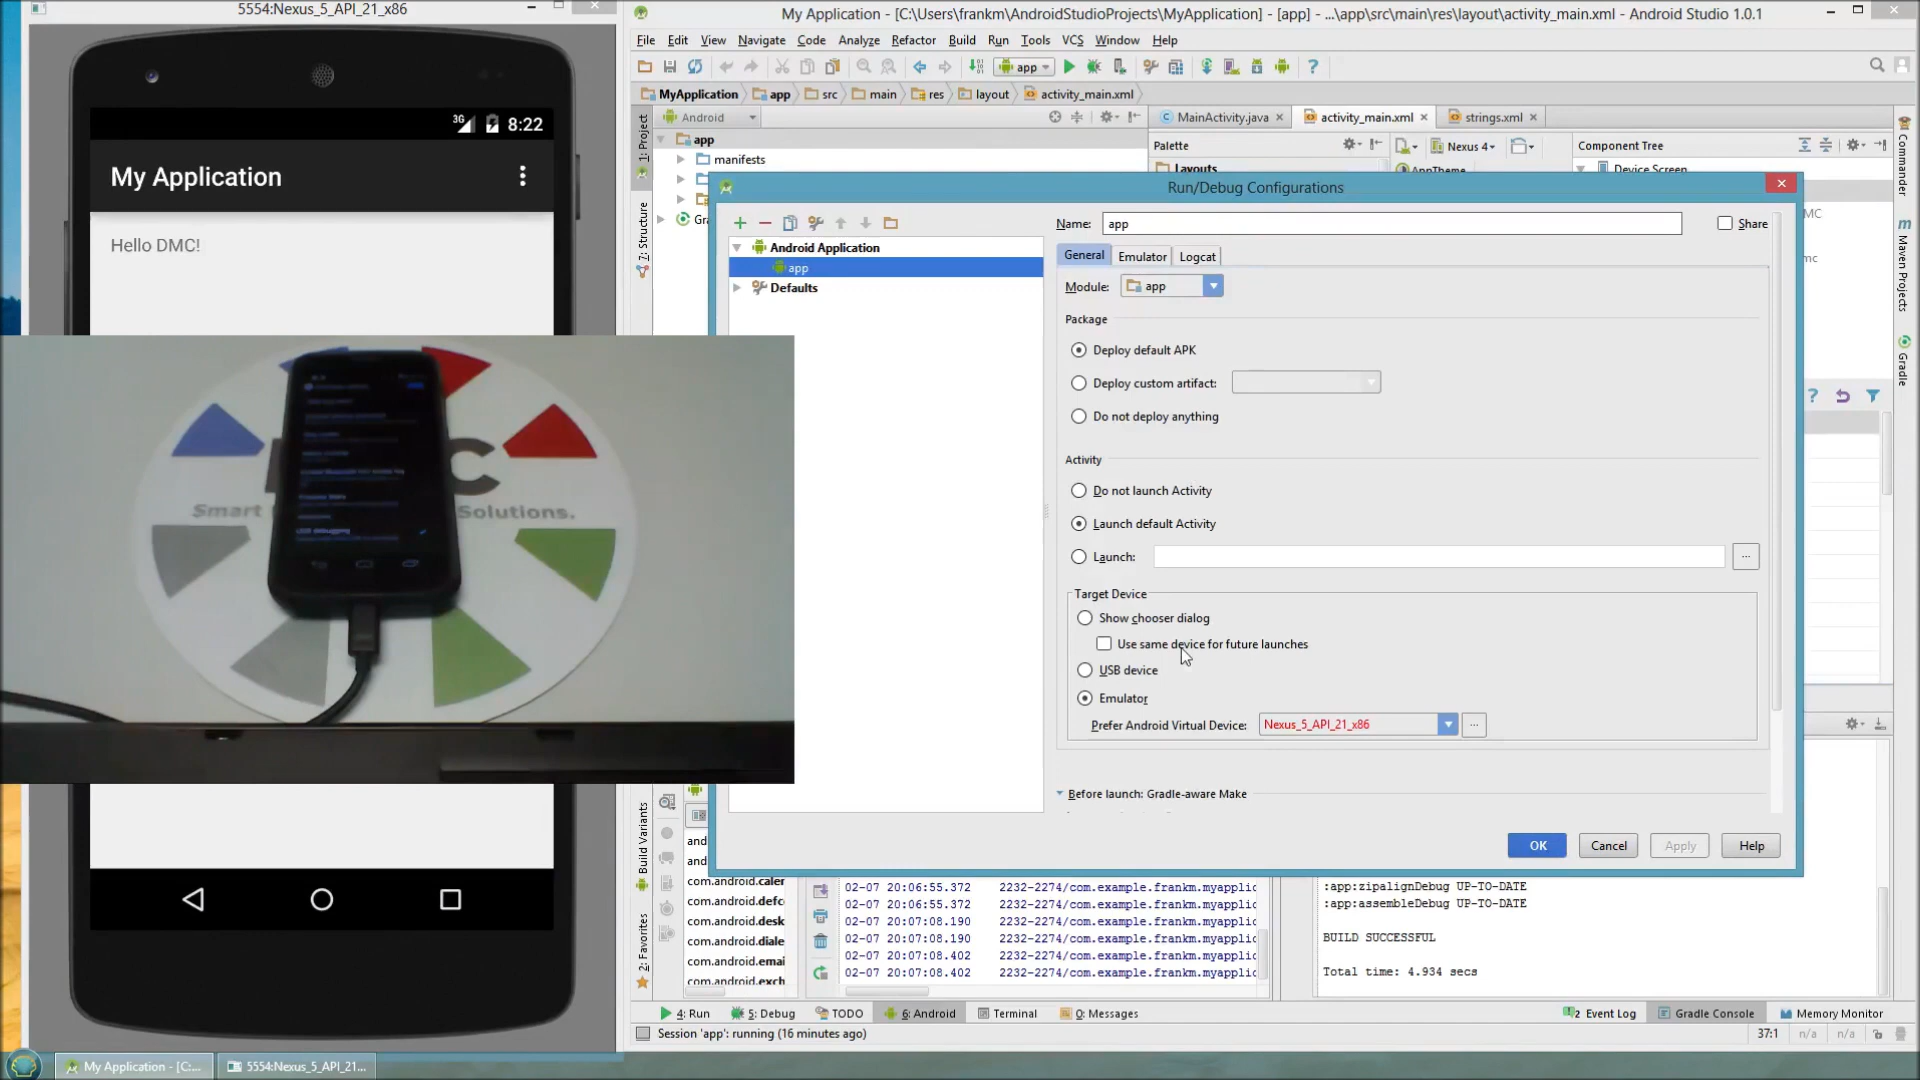 5554:Nexus_5_API_21_x86
My Application - [C:\Users\frankm\AndroidStudioProjects\MyApplication] - [app] - ...\app\src\main\res\layout\activity_main.xml - Android Studio 1.0.1
File Edit View Navigate Code Analyze Refactor Build Run Tools VCS Window Help
app
MyApplication app src main res layout activity_main.xml
3G 8:22
My Application
Hello DMC!
1: Project
7: Structure
Android
app
manifests
Gra
MainActivity.java activity_main.xml strings.xml
Palette
Layouts
Nexus 4
AppTheme
Component Tree
Device Screen
Commander
Maven Projects
Gradle
Run/Debug Configurations
Android Application
app
Defaults
Name: app
Share
General Emulator Logcat
Module: app
Package
Deploy default APK
Deploy custom artifact:
Do not deploy anything
Activity
Do not launch Activity
Launch default Activity
Launch: ...
Target Device
Show chooser dialog
Use same device for future launches
USB device
Emulator
Prefer Android Virtual Device: Nexus_5_API_21_x86 ...
Before launch: Gradle-aware Make
OK Cancel Apply Help
Smart Solutions.
USB debugging
Build Variants
2: Favorites
com.android.caler
com.android.defc
com.android.desk
com.android.diale
com.android.emai
com.android.exch
02-07 20:06:55.372 2232-2274/com.example.frankm.myapplic
02-07 20:06:55.372 2232-2274/com.example.frankm.myapplic
02-07 20:07:08.190 2232-2274/com.example.frankm.myapplic
02-07 20:07:08.190 2232-2274/com.example.frankm.myapplic
02-07 20:07:08.402 2232-2274/com.example.frankm.myapplic
02-07 20:07:08.402 2232-2274/com.example.frankm.myapplic
:app:zipalignDebug UP-TO-DATE
:app:assembleDebug UP-TO-DATE
BUILD SUCCESSFUL
Total time: 4.934 secs
4: Run 5: Debug TODO 6: Android Terminal 0: Messages
2 Event Log Gradle Console Memory Monitor
Session 'app': running (16 minutes ago)
37:1 n/a n/a
My Application - [C:... 5554:Nexus_5_API_21...